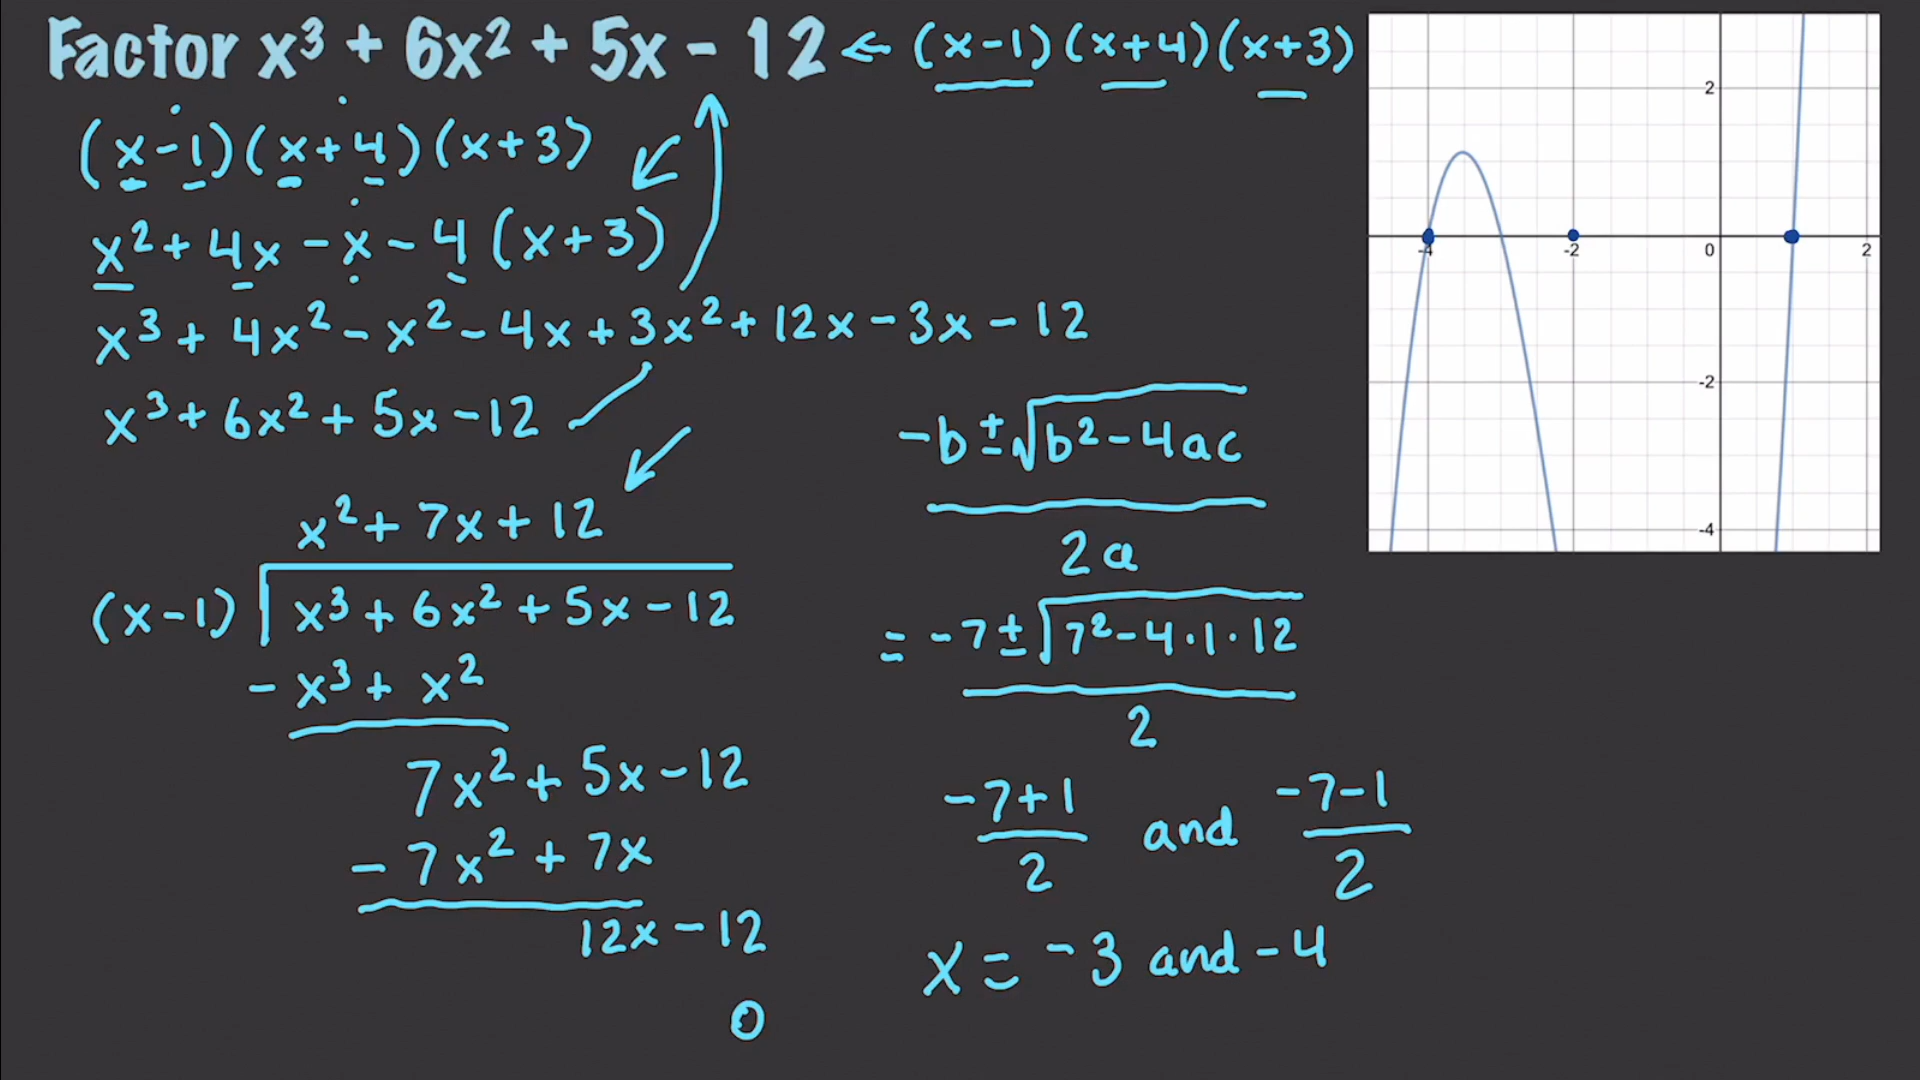 Factor x³ + 6x² + 5x - 12 ← (x-1)(x+4)(x+3)
(x-1)(x+4)(x+3)
x²+ 4x - x - 4 (x+3)
x³ + 4x² - x² - 4x + 3x² + 12x - 3x - 12
x³ + 6x² + 5x - 12
x² + 7x + 12
(x-1) x³ + 6x² + 5x - 12
- x³ + x²
7x² + 5x - 12
- 7x² + 7x
12x - 12
0
-b ± √b² - 4ac
2a
= -7 ± √7² - 4·1·12
2
-7+1 and -7-1
2 2
x = -3 and -4
2
-4 -2 0 2
-2
-4